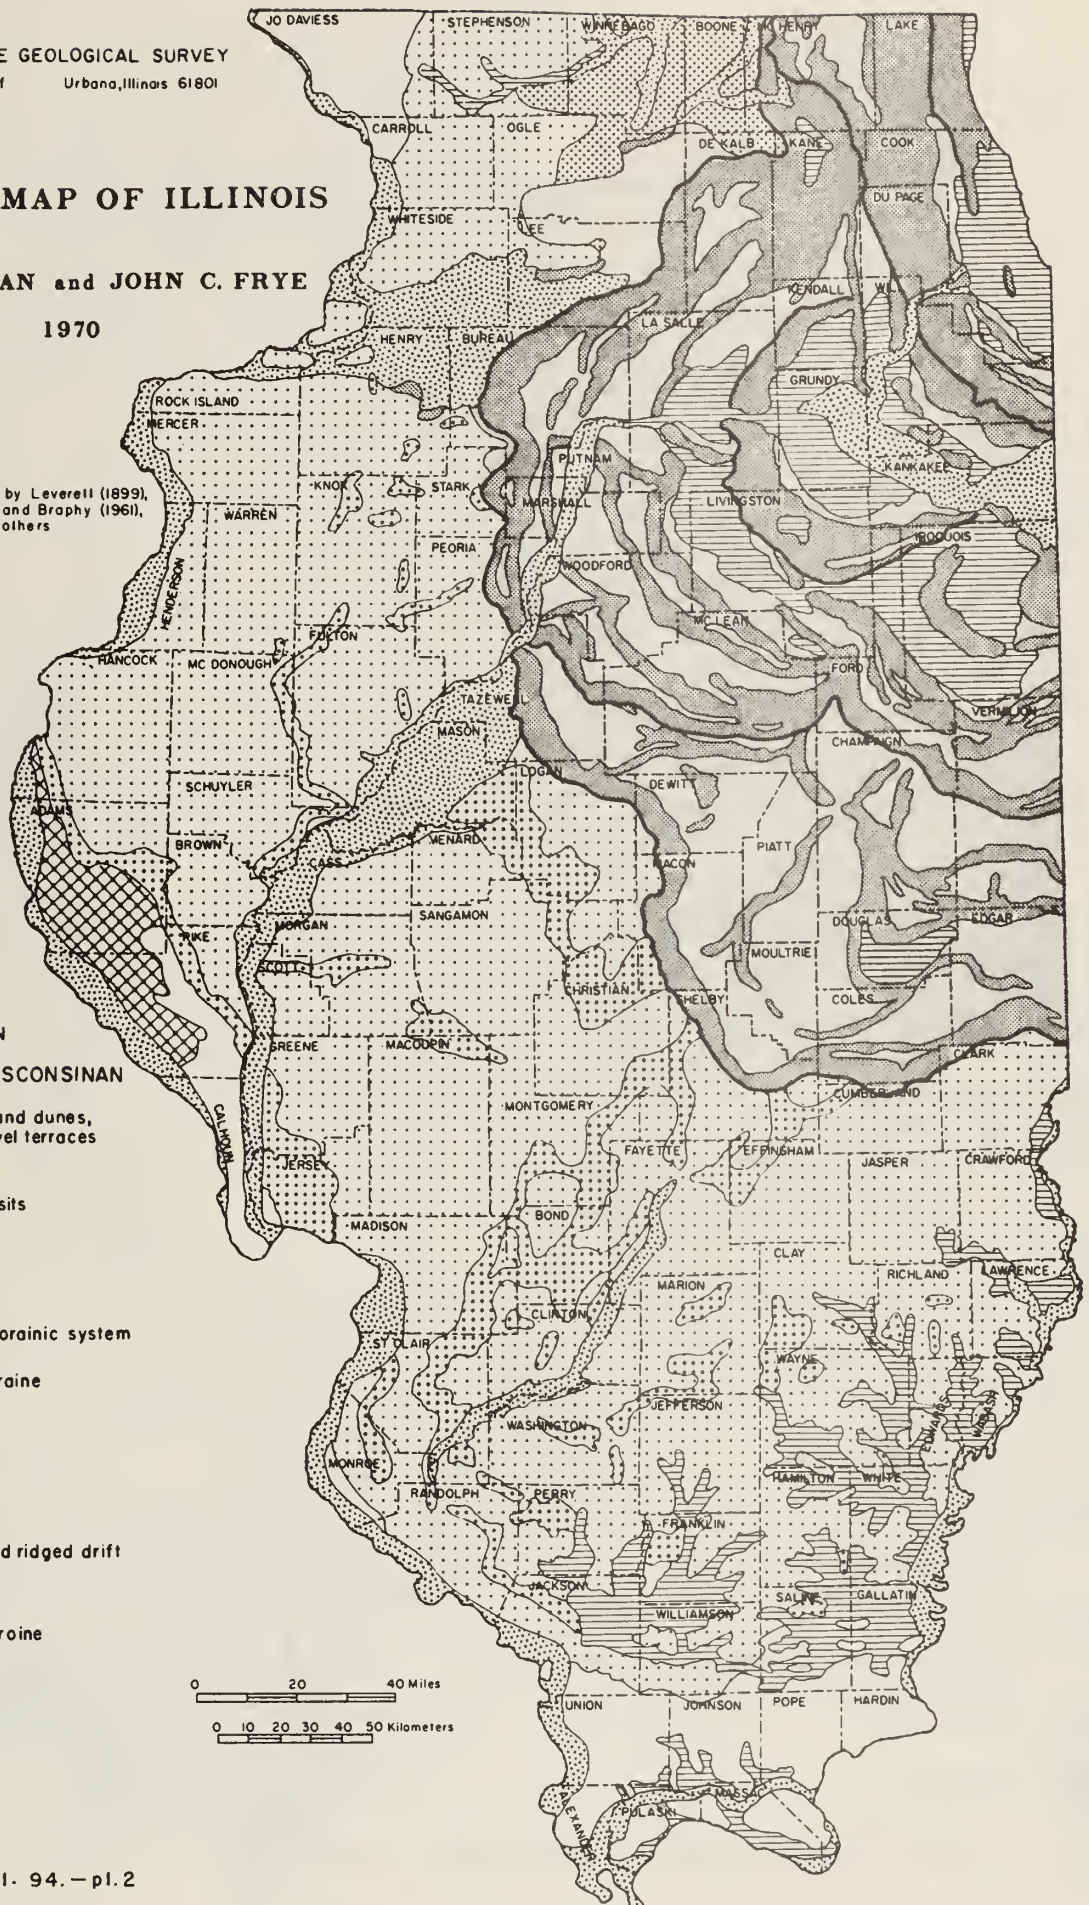 E GEOLOGICAL SURVEY
f Urbana, Illinois 61801
MAP OF ILLINOIS
AN and JOHN C. FRYE
1970
by Leverett (1899),
and Braphy (1961),
others
N
SCONSINAN
and dunes,
vel terraces
sits
orainic system
raine
d ridged drift
roine
0 20 40 Miles
0 10 20 30 40 50 Kilometers
1. 94.—pl.2
JO DAVIESS
STEPHENSON
WINNEBAGO
BOONE
MC HENRY
LAKE
CARROLL
OGLE
DE KALB
KANE
COOK
DU PAGE
WHITESIDE
LEE
KENDALL
WILL
LA SALLE
HENRY
BUREAU
GRUNDY
ROCK ISLAND
MERCER
PUTNAM
KANKAKEE
KNOX
STARK
MARSHALL
LIVINGSTON
WARREN
PEORIA
IROQUOIS
WOODFORD
HENDERSON
MC LEAN
FULTON
HANCOCK
MC DONOUGH
FORD
TAZEWELL
VERMILION
MASON
CHAMPAIGN
LOGAN
DEWITT
SCHUYLER
ADAMS
BROWN
MENARD
PIATT
CASS
MACON
SANGAMON
MORGAN
DOUGLAS
EDGAR
PIKE
MOULTRIE
SCOTT
CHRISTIAN
SHELBY
COLES
GREENE
MACOUPIN
CLARK
CUMBERLAND
CALHOUN
MONTGOMERY
FAYETTE
EFFINGHAM
JASPER
CRAWFORD
JERSEY
BOND
MADISON
CLAY
RICHLAND
LAWRENCE
MARION
CLINTON
ST CLAIR
WAYNE
EDWARDS
WABASH
JEFFERSON
WASHINGTON
MONROE
HAMILTON
WHITE
RANDOLPH
PERRY
FRANKLIN
JACKSON
SALINE
GALLATIN
WILLIAMSON
UNION
JOHNSON
POPE
HARDIN
ALEXANDER
PULASKI
MASSAC